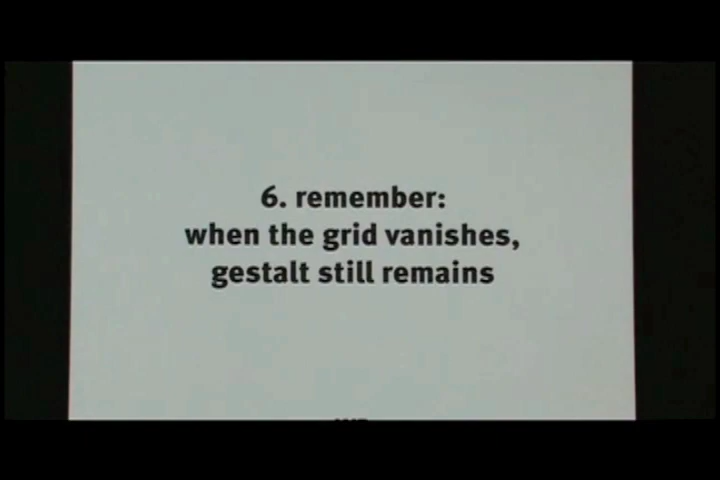 6. remember:
when the grid vanishes,
gestalt still remains